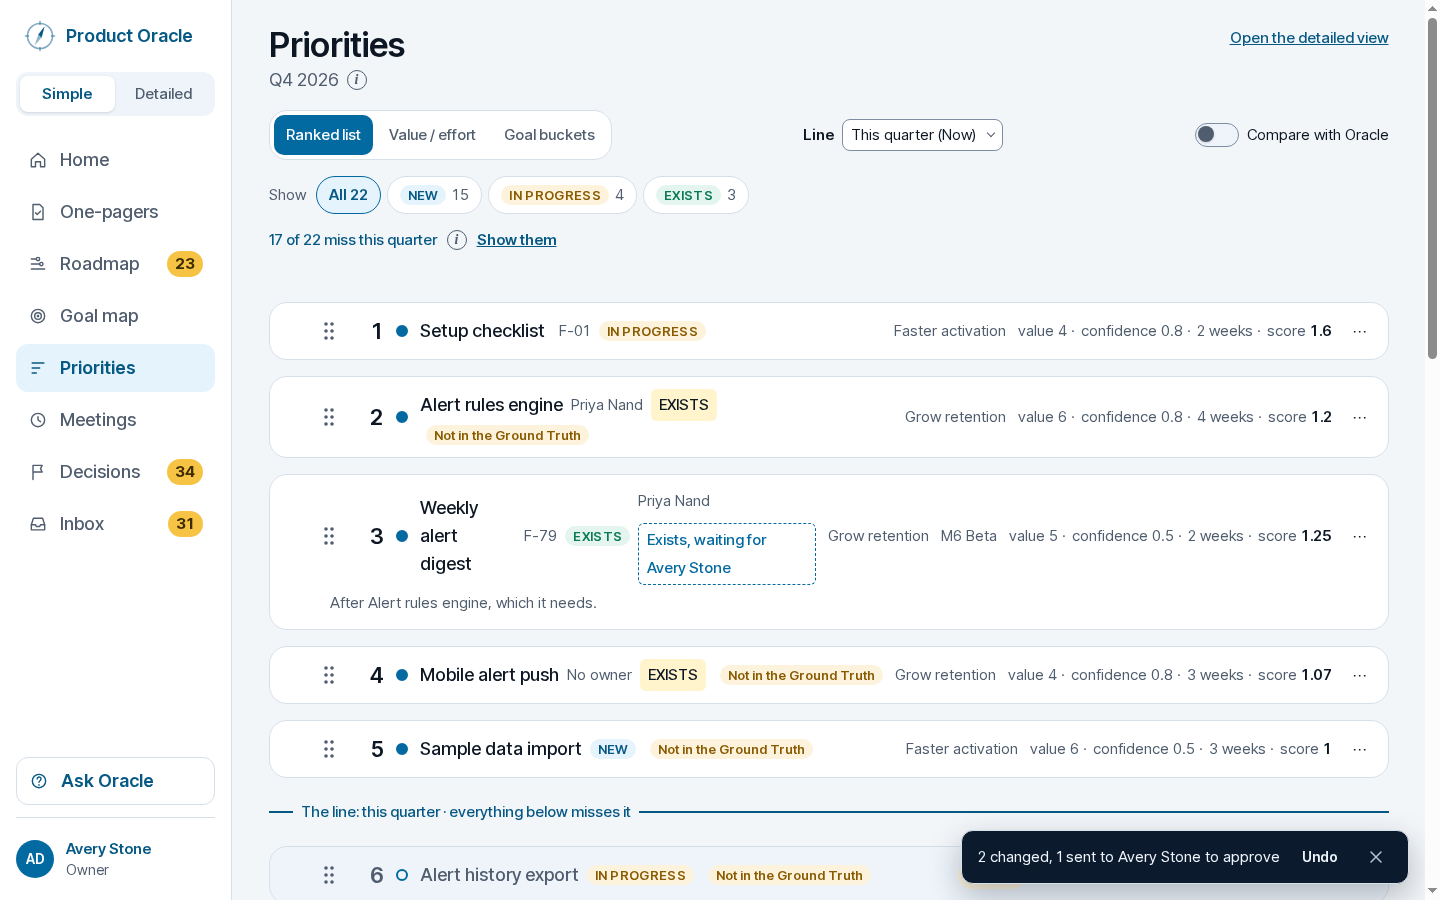 Product Oracle
Simple
Detailed
Home
One-pagers
Roadmap 23
Goal map
Priorities
Meetings
Decisions 34
Inbox 31
Ask Oracle
AD
Avery Stone
Owner
Priorities
Open the detailed view
Q4 2026 i
Ranked list
Value / effort
Goal buckets
Line This quarter (Now)
Compare with Oracle
Show All 22 NEW 15 IN PROGRESS 4 EXISTS 3
17 of 22 miss this quarter i Show them
1 Setup checklist F-01 IN PROGRESS Faster activation value 4 · confidence 0.8 · 2 weeks · score 1.6 ···
2 Alert rules engine Priya Nand EXISTS Grow retention value 6 · confidence 0.8 · 4 weeks · score 1.2 ···
Not in the Ground Truth
3 Weekly alert digest F-79 EXISTS Priya Nand
Exists, waiting for
Avery Stone
Grow retention M6 Beta value 5 · confidence 0.5 · 2 weeks · score 1.25 ···
After Alert rules engine, which it needs.
4 Mobile alert push No owner EXISTS Not in the Ground Truth Grow retention value 4 · confidence 0.8 · 3 weeks · score 1.07 ···
5 Sample data import NEW Not in the Ground Truth Faster activation value 6 · confidence 0.5 · 3 weeks · score 1 ···
The line: this quarter · everything below misses it
6 Alert history export IN PROGRESS Not in the Ground Truth
2 changed, 1 sent to Avery Stone to approve Undo